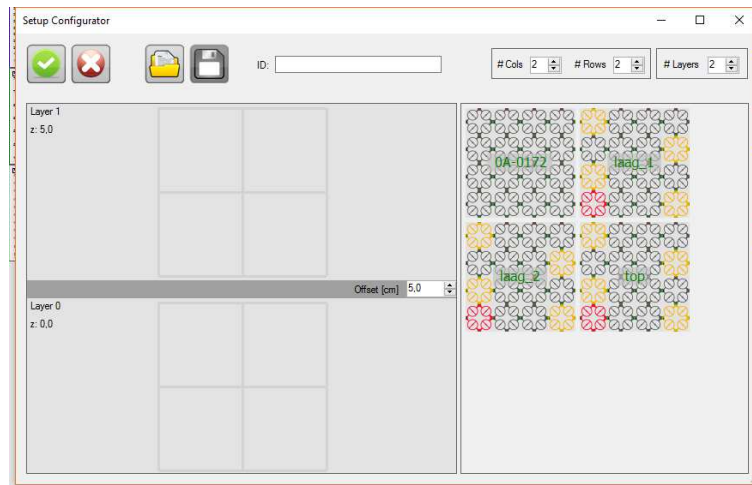 Setup Configurator
ID:
# Cols 2 # Rows 2 # Layers 2
Layer 1
z: 5,0
Offset [cm] 5,0
Layer 0
z: 0,0
0A-0172 laag_1
laag_2 top